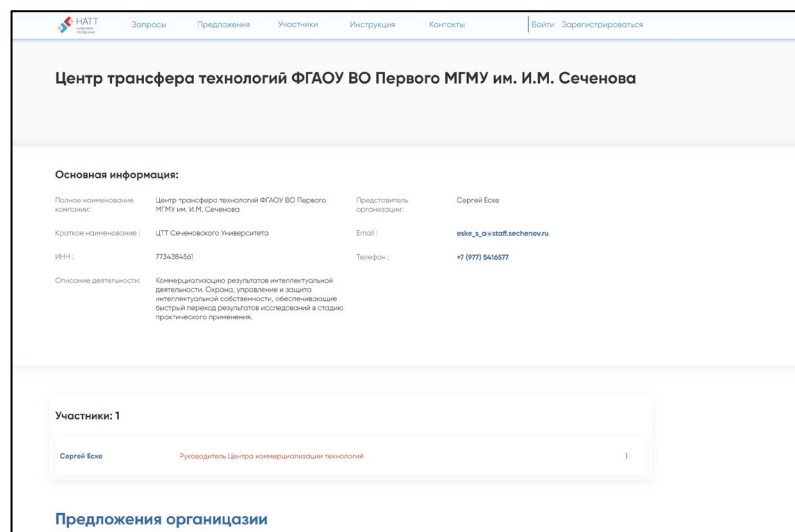 НАТТ
Запросы
Предложения
Участники
Инструкция
Контакты
Войти Зарегистрироваться
Центр трансфера технологий ФГАОУ ВО Первого МГМУ им. И.М. Сеченова
Основная информация:
Полное наименование компании:
Центр трансфера технологий ФГАОУ ВО Первого
МГМУ им. И.М. Сеченова
Представитель организации:
Сергей Еске
Краткое наименование :
ЦТТ Сеченовского Университета
Email :
eske_s_a@staff.sechenov.ru
ИНН :
7734384561
Телефон :
+7 (977) 5416577
Описание деятельности:
Коммерциализацию результатов интеллектуальной
деятельности. Охрана, управление и защита
интеллектуальной собственности, обеспечивающие
быстрый переход результатов исследований в стадию
практического применения.
Участники: 1
Сергей Еске
Руководитель Центра коммерциализации технологий
Предложения органицазии